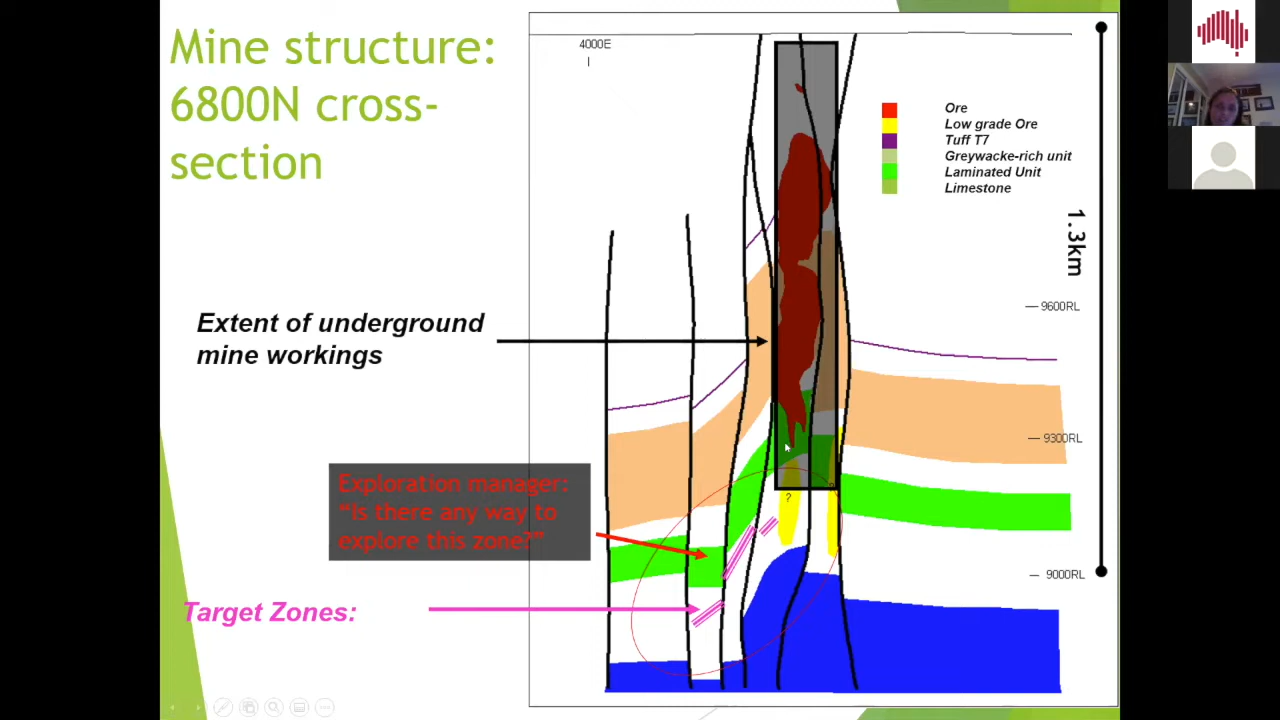 Mine structure:
6800N cross-
section
4000E
Ore
Low grade Ore
Tuff T7
Greywacke-rich unit
Laminated Unit
Limestone
1.3km
9600RL
Extent of underground
mine workings
9300RL
Exploration manager:
“Is there any way to
explore this zone?”
?
9000RL
Target Zones: